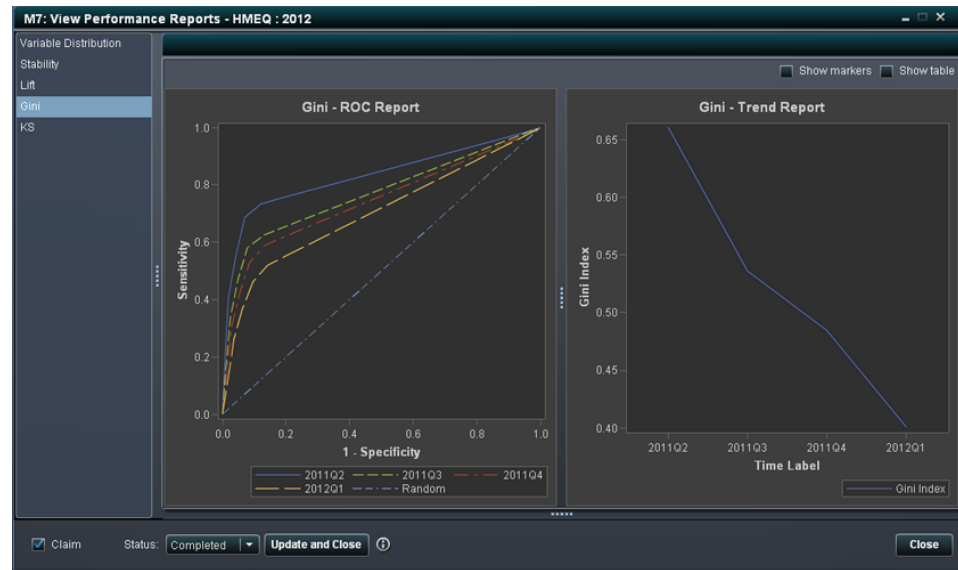 M7: View Performance Reports - HMEQ : 2012
Variable Distribution
Stability
Lift
Gini
KS
Show markers Show table
Gini - ROC Report
1.0
0.8
0.6
0.4
0.2
0.0
Sensitivity
0.0 0.2 0.4 0.6 0.8 1.0
1 - Specificity
2011Q2 2011Q3 2011Q4
2012Q1 Random
Gini - Trend Report
0.65
0.60
0.55
0.50
0.45
0.40
Gini Index
2011Q2 2011Q3 2011Q4 2012Q1
Time Label
Gini Index
Claim Status: Completed Update and Close Close